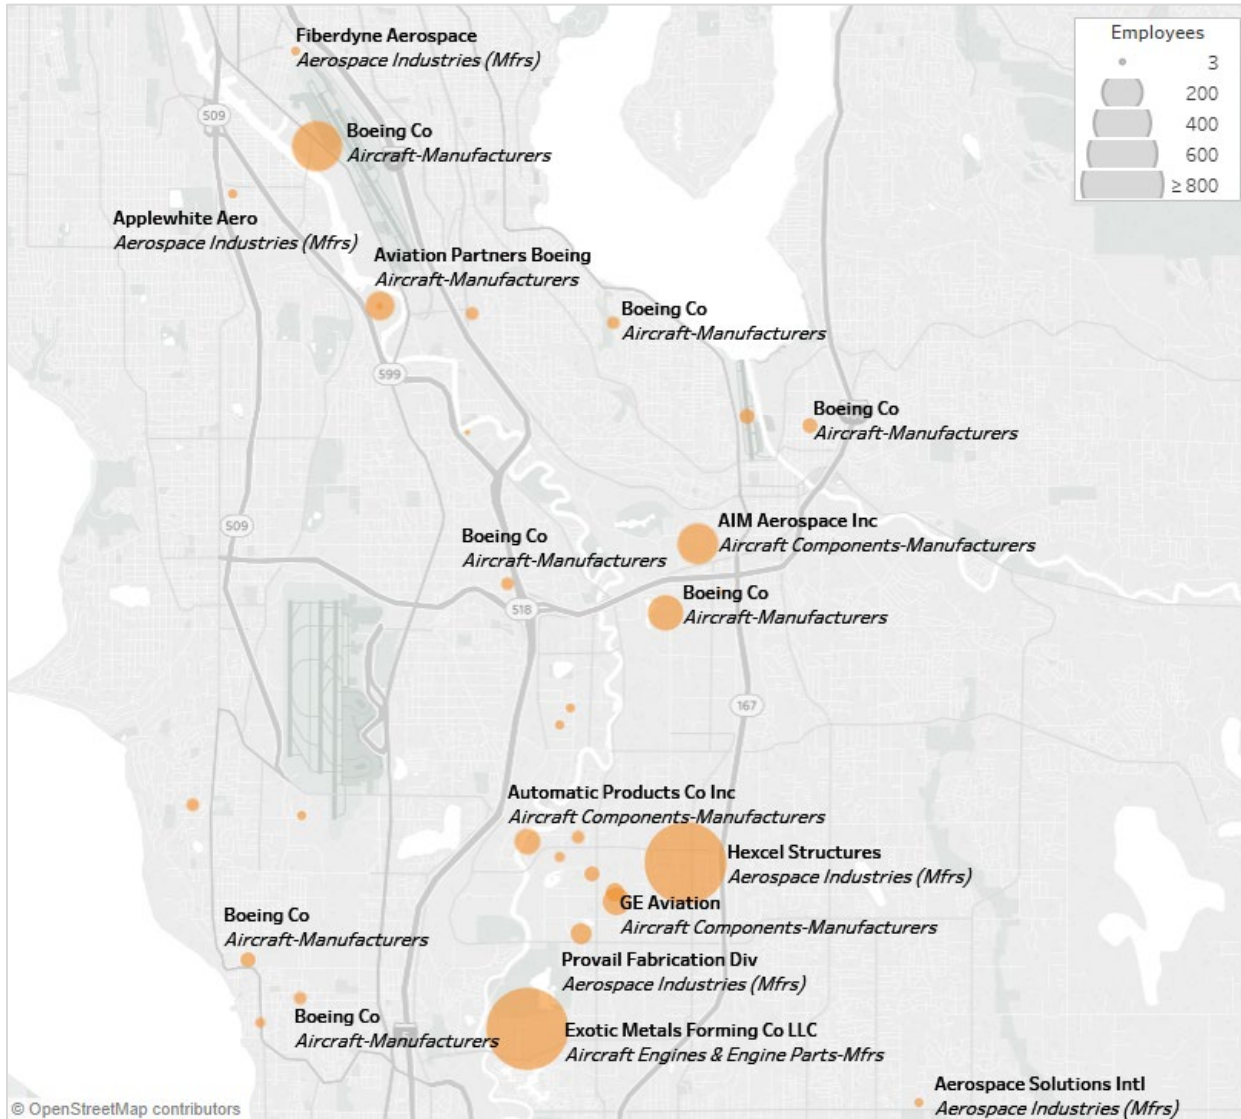 Fiberdyne Aerospace
Aerospace Industries (Mfrs)
Employees
3
200
400
600
≥ 800
509
Boeing Co
Aircraft-Manufacturers
Applewhite Aero
Aerospace Industries (Mfrs)
Aviation Partners Boeing
Aircraft-Manufacturers
Boeing Co
Aircraft-Manufacturers
599
Boeing Co
Aircraft-Manufacturers
509
AIM Aerospace Inc
Aircraft Components-Manufacturers
Boeing Co
Aircraft-Manufacturers
518
Boeing Co
Aircraft-Manufacturers
167
Automatic Products Co Inc
Aircraft Components-Manufacturers
Hexcel Structures
Aerospace Industries (Mfrs)
GE Aviation
Aircraft Components-Manufacturers
Boeing Co
Aircraft-Manufacturers
Provail Fabrication Div
Aerospace Industries (Mfrs)
Boeing Co
Aircraft-Manufacturers
Exotic Metals Forming Co LLC
Aircraft Engines & Engine Parts-Mfrs
Aerospace Solutions Intl
Aerospace Industries (Mfrs)
© OpenStreetMap contributors